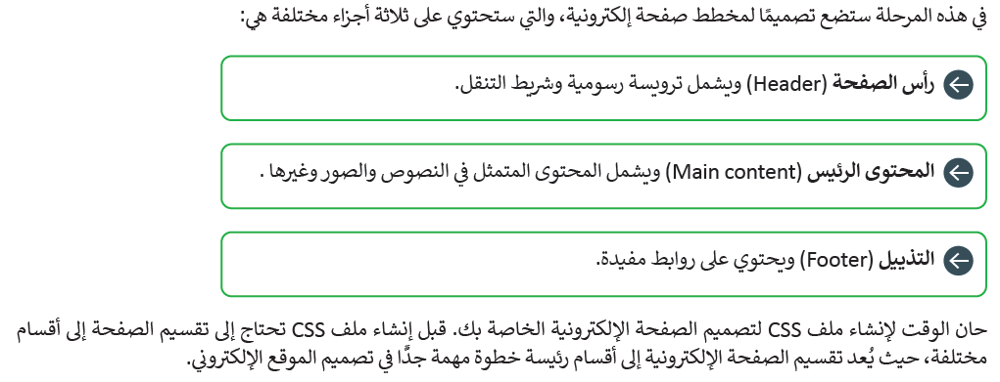 في هذه المرحلة ستضع تصميمًا لمخطط صفحة إلكترونية، والتي ستحتوي على ثلاثة أجزاء مختلفة هي:
رأس الصفحة (Header) ويشمل ترويسة رسومية وشريط التنقل.
المحتوى الرئيس (Main content) ويشمل المحتوى المتمثل في النصوص والصور وغيرها .
التذييل (Footer) ويحتوي على روابط مفيدة.
حان الوقت لإنشاء ملف CSS لتصميم الصفحة الإلكترونية الخاصة بك. قبل إنشاء ملف CSS تحتاج إلى تقسيم الصفحة إلى أقسام
مختلفة، حيث يُعد تقسيم الصفحة الإلكترونية إلى أقسام رئيسة خطوة مهمة جدًّا في تصميم الموقع الإلكتروني.